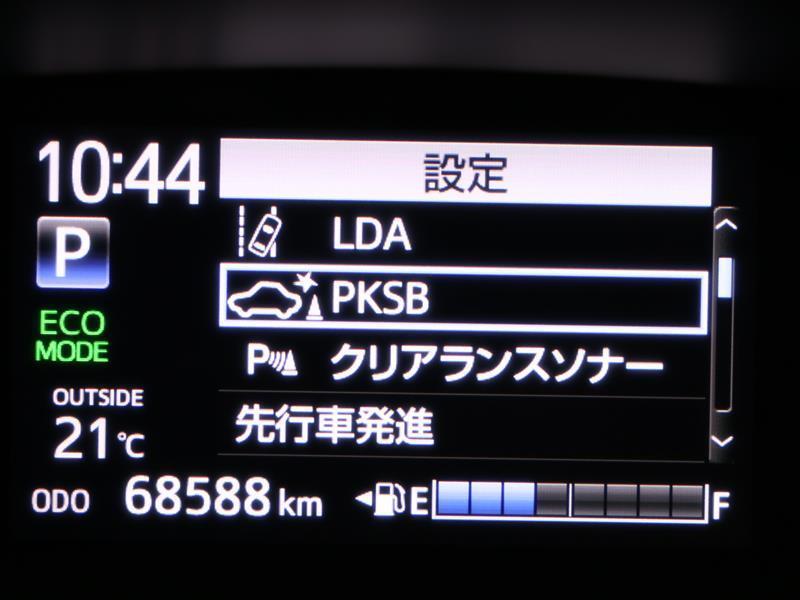 10:44
設定
LDA
P
PKSB
ECO
MODE
P クリアランスソナー
OUTSIDE
21℃
先行車発進
ODO 68588 km
E F